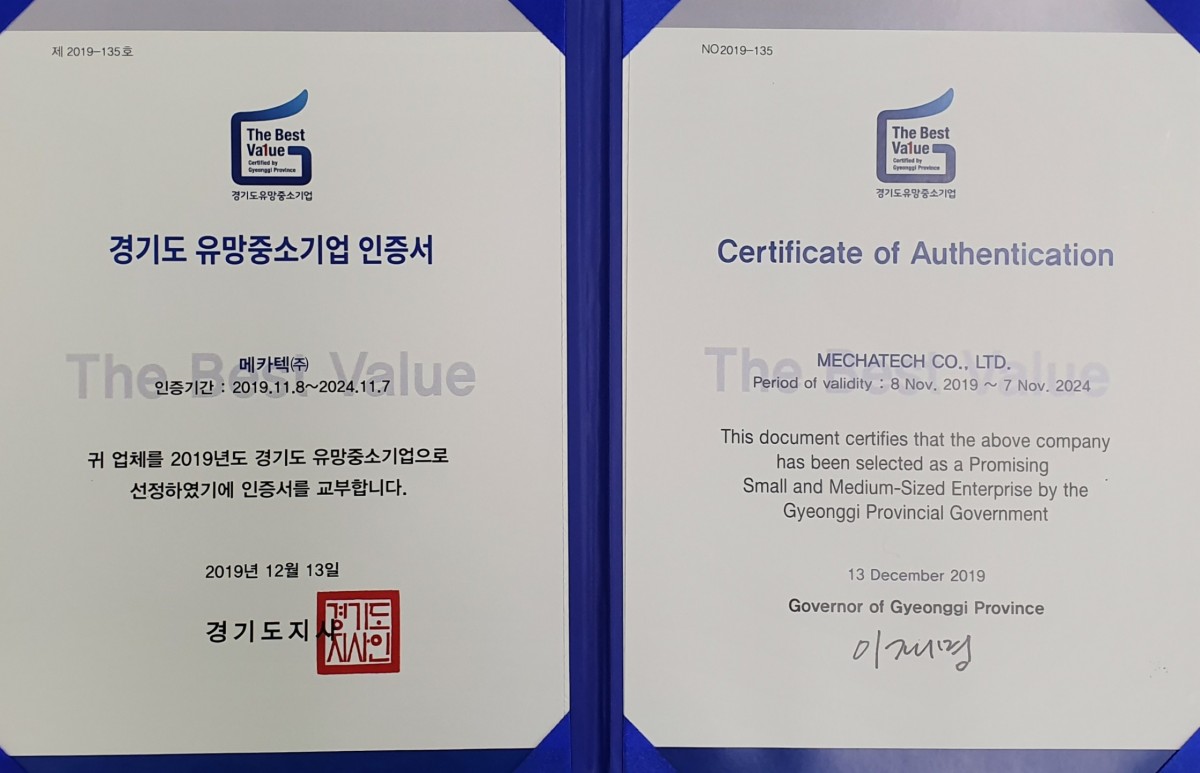 제 2019-135호
The Best
Va1ue
Certified by
Gyeonggi Province
경기도유망중소기업
경기도 유망중소기업 인증서
The Best Value
메카텍(주)
인증기간 : 2019.11.8~2024.11.7
귀 업체를 2019년도 경기도 유망중소기업으로
선정하였기에 인증서를 교부합니다.
2019년 12월 13일
경기도지사
경기도
지사인
NO2019-135
The Best
Va1ue
Certified by
Gyeonggi Province
경기도유망중소기업
Certificate of Authentication
The Best Value
MECHATECH CO., LTD.
Period of validity : 8 Nov. 2019 ~ 7 Nov. 2024
This document certifies that the above company
has been selected as a Promising
Small and Medium-Sized Enterprise by the
Gyeonggi Provincial Government
13 December 2019
Governor of Gyeonggi Province
이재명